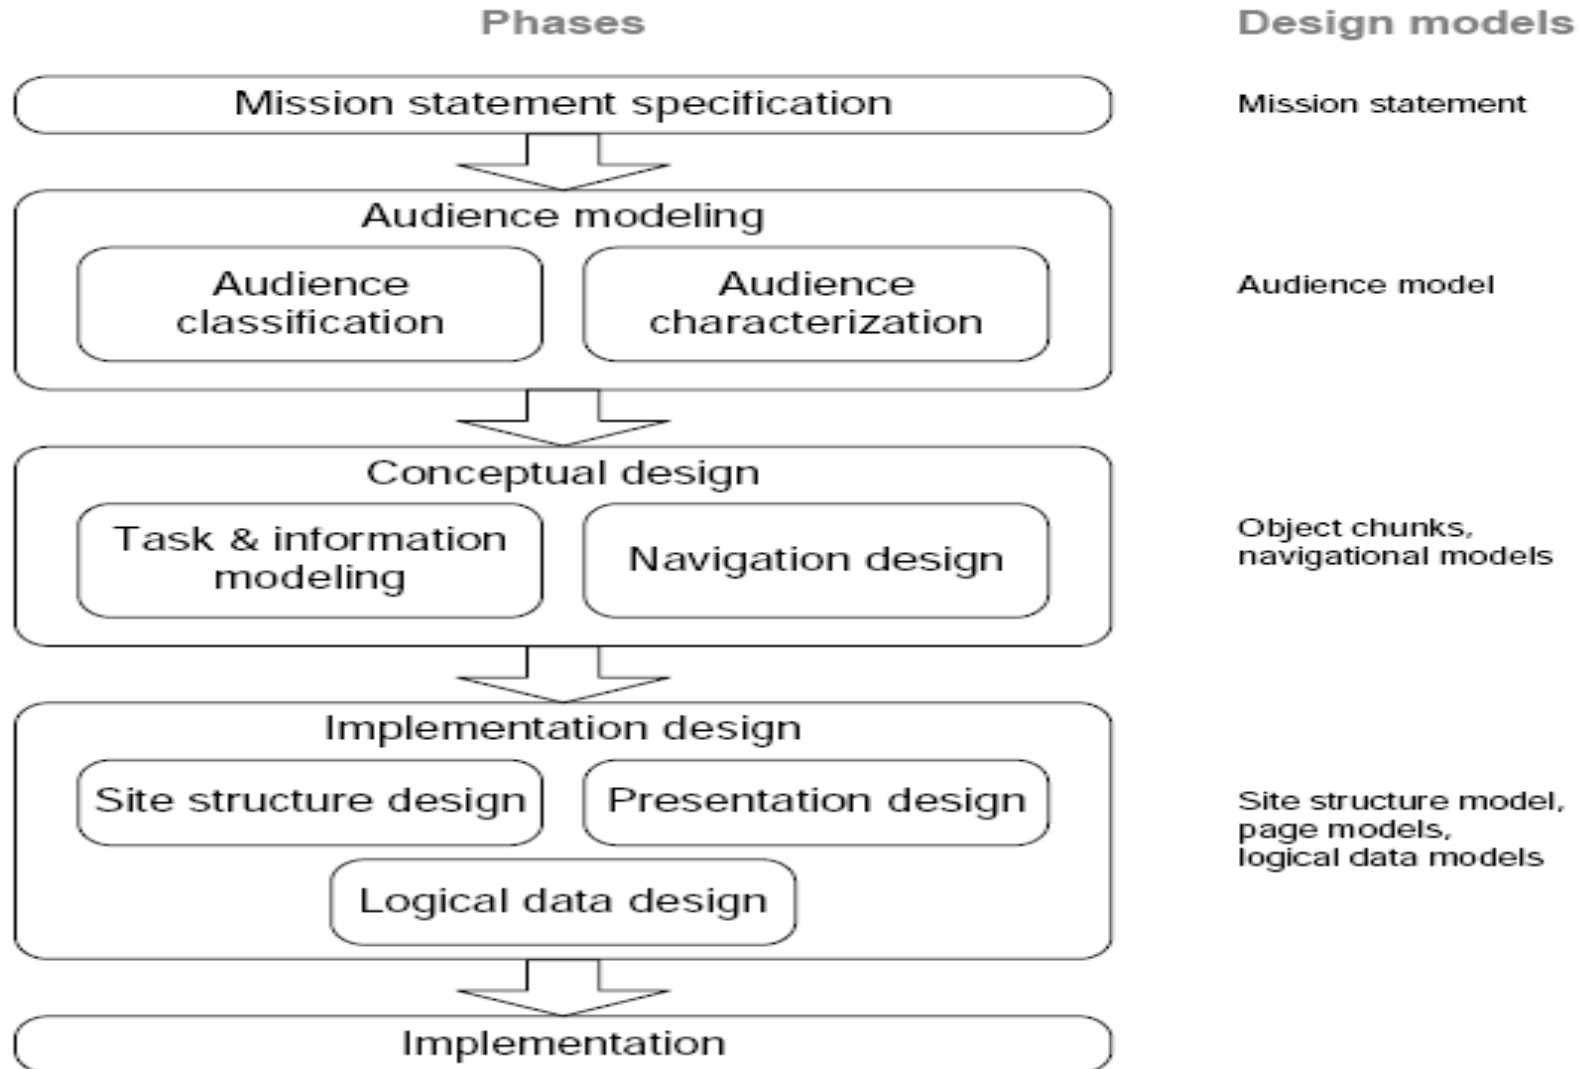 Phases
Design models
Mission statement specification
Mission statement
Audience modeling
Audience
classification
Audience
characterization
Audience model
Conceptual design
Task & information
modeling
Navigation design
Object chunks,
navigational models
Implementation design
Site structure design
Presentation design
Logical data design
Site structure model,
page models,
logical data models
Implementation